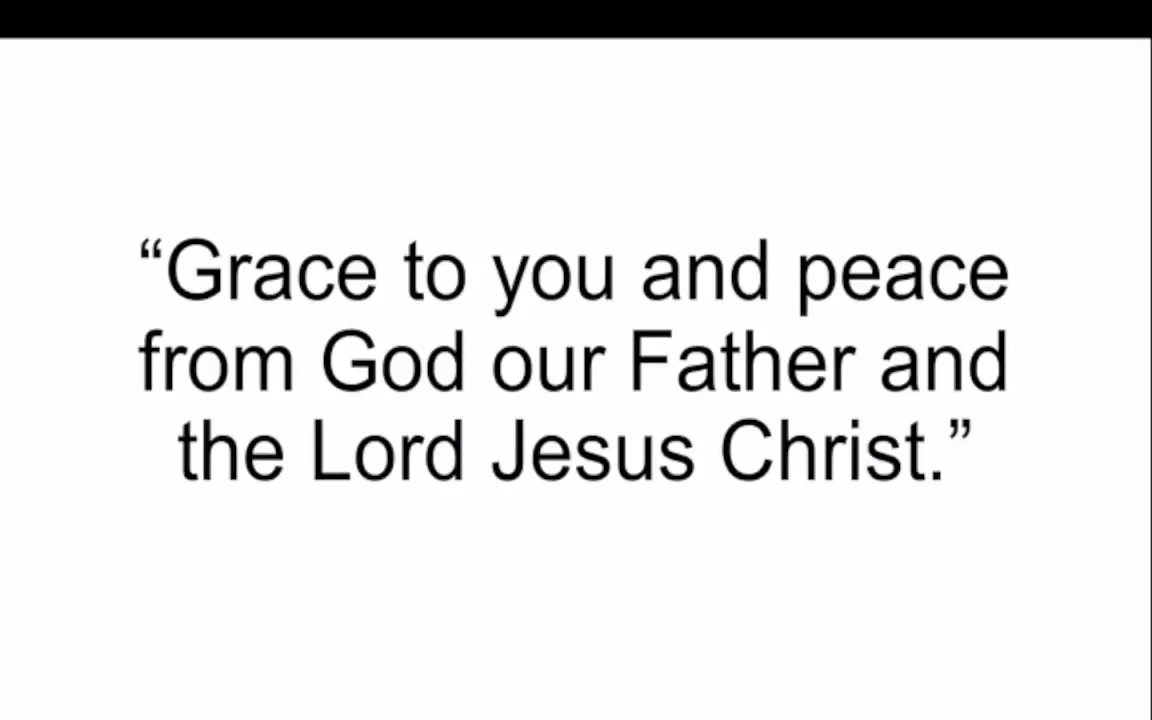 “Grace to you and peace
from God our Father and
the Lord Jesus Christ.”